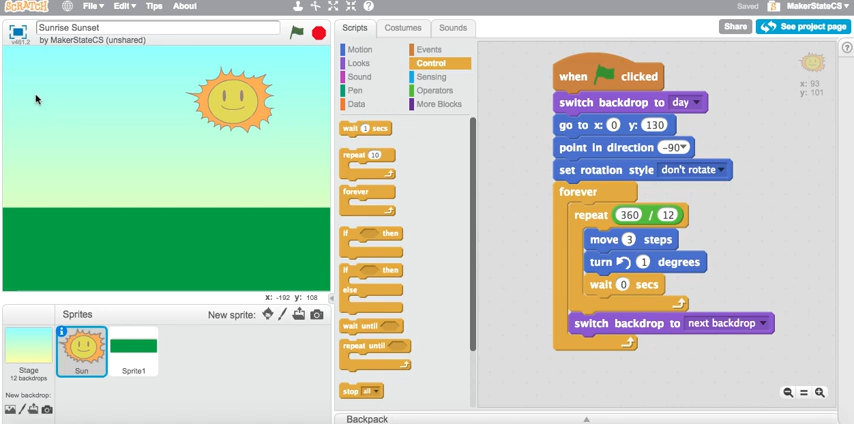 SCRATCH File Edit Tips About Saved MakerStateCS
v461.2 Sunrise Sunset
by MakerStateCS (unshared)
Share See project page
Scripts Costumes Sounds
Motion Events
Looks Control
Sound Sensing
Pen Operators
Data More Blocks
wait 1 secs
repeat 10
forever
if then
if then
else
wait until
repeat until
stop all
when clicked
switch backdrop to day
go to x: 0 y: 130
point in direction -90
set rotation style don't rotate
forever
repeat 360 / 12
move 3 steps
turn 1 degrees
wait 0 secs
switch backdrop to next backdrop
x: 93
y: 101
x: -192 y: 108
Sprites New sprite:
Stage
12 backdrops
New backdrop:
Sun
Sprite1
Backpack